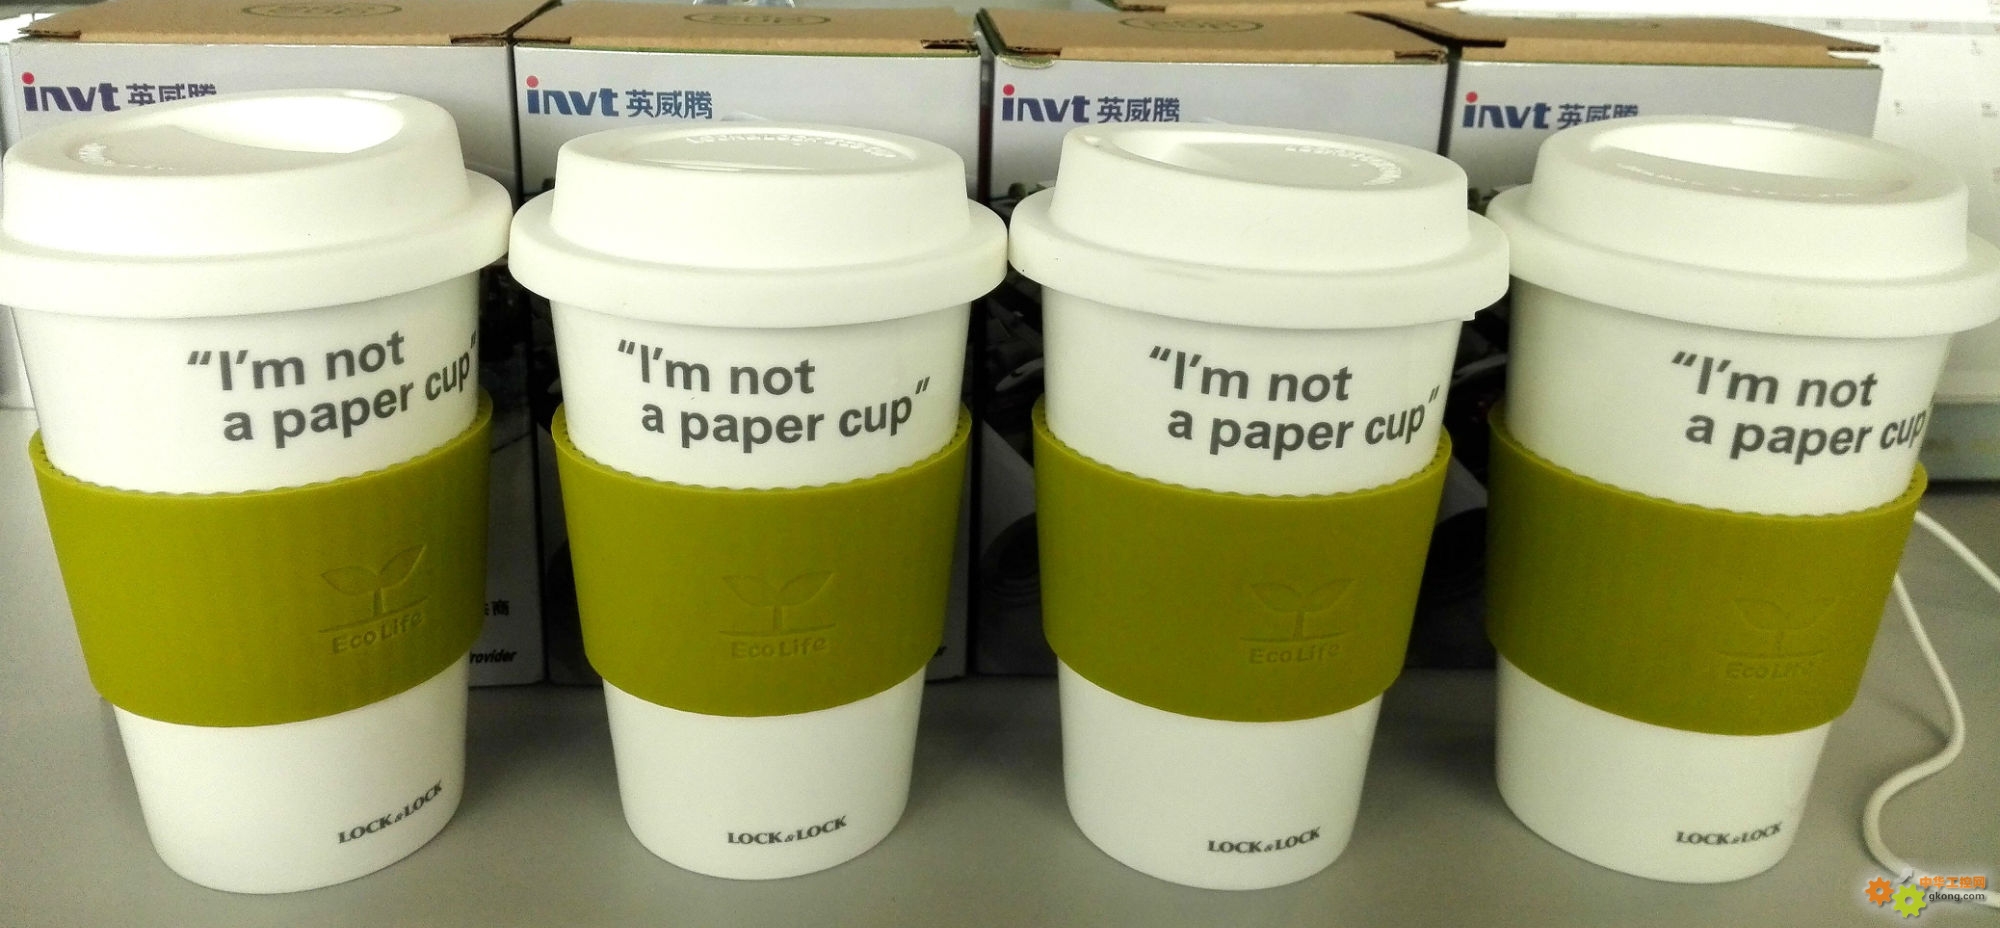 invt 英威腾
invt 英威腾
invt 英威腾
invt 英威腾
“I’m not
a paper cup”
Eco Life
LOCK&LOCK
“I’m not
a paper cup”
Eco Life
LOCK&LOCK
“I’m not
a paper cup”
Eco Life
LOCK&LOCK
“I’m not
a paper cup
Eco Life
LOCK&LOCK
商
rovider
中华工控网
gkong.com